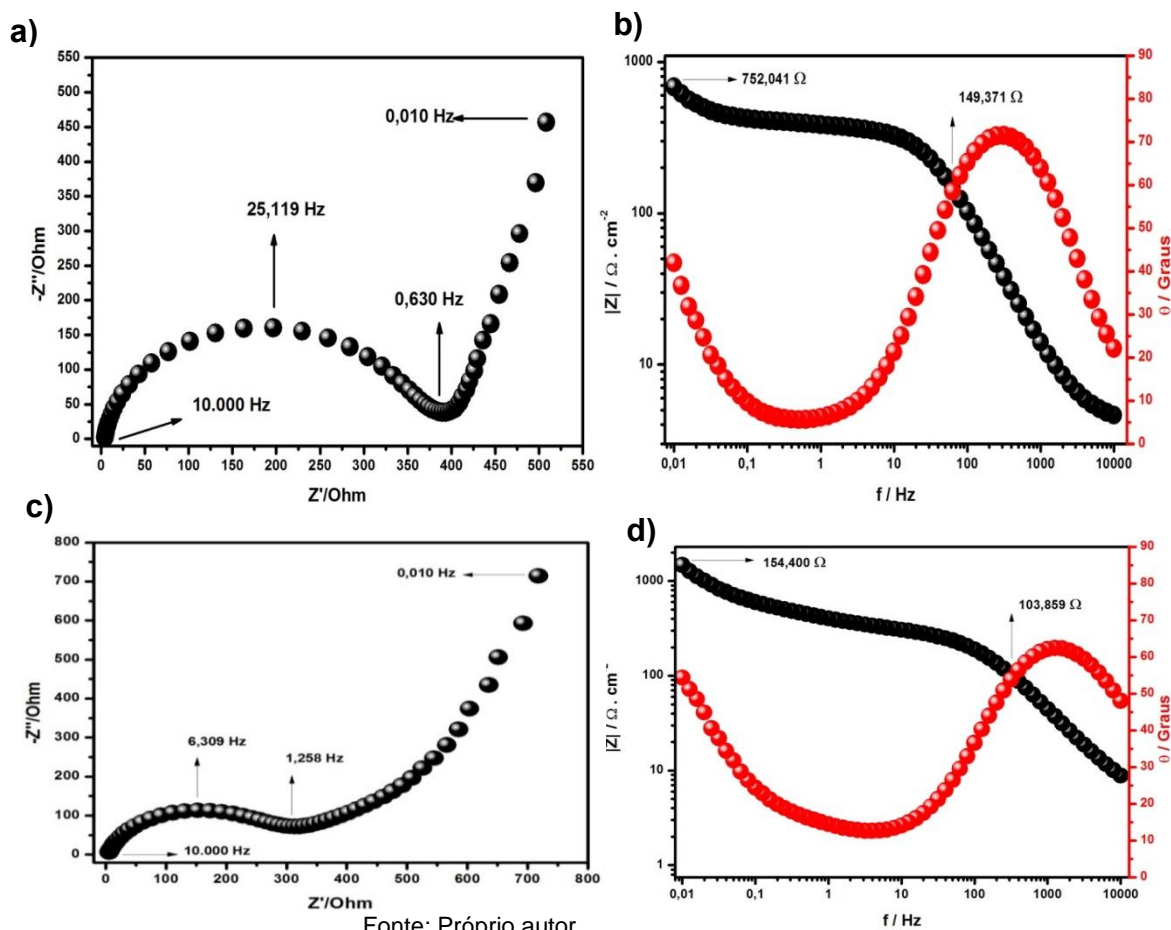 a)
550
500
450
400
350
300
250
200
150
100
50
0
0,010 Hz
25,119 Hz
0,630 Hz
10.000 Hz
0 50 100 150 200 250 300 350 400 450 500 550
-Z"/Ohm
Z'/Ohm
b)
1000
100
10
752,041 Ω
149,371 Ω
90
80
70
60
50
40
30
20
10
0
0,01 0,1 1 10 100 1000 10000
|Z| / Ω . cm⁻²
θ / Graus
f / Hz
c)
800
700
600
500
400
300
200
100
0
0,010 Hz
6,309 Hz
1,258 Hz
10.000 Hz
0 100 200 300 400 500 600 700 800
-Z"/Ohm
Z'/Ohm
Fonte: Próprio autor
d)
1000
100
10
1
154,400 Ω
103,859 Ω
90
80
70
60
50
40
30
20
10
0
0,01 0,1 1 10 100 1000 10000
|Z| / Ω. cm⁻
θ / Graus
f / Hz